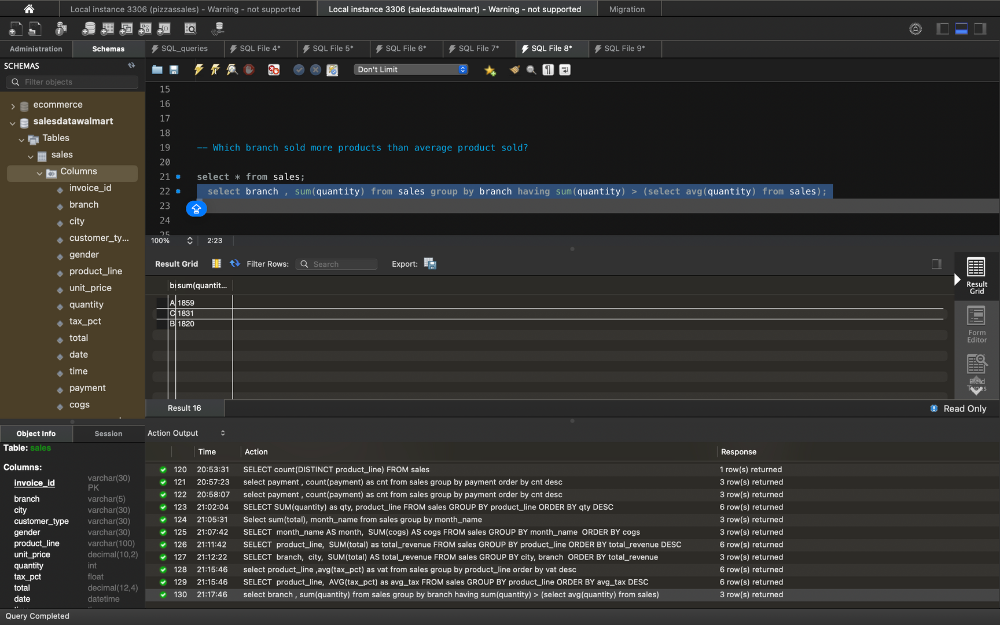 Local instance 3306 (pizzassales) - Warning - not supported
Local instance 3306 (salesdatawalmart) - Warning - not supported
Migration
Administration
Schemas
SQL_queries
SQL File 4*
SQL File 5*
SQL File 6*
SQL File 7*
SQL File 8*
SQL File 9*
SCHEMAS
Filter objects
Don't Limit
ecommerce
salesdatawalmart
Tables
sales
Columns
invoice_id
branch
city
customer_ty...
gender
product_line
unit_price
quantity
tax_pct
total
date
time
payment
cogs
15
16
17
18
19 -- Which branch sold more products than average product sold?
20
21 select * from sales;
22 select branch , sum(quantity) from sales group by branch having sum(quantity) > (select avg(quantity) from sales);
23
24
25
100% 2:23
Result Grid
Filter Rows:
Search
Export:
sum(quantit...
A 1859
C 1831
B 1820
Result Grid
Form Editor
Field Types
Result 16
Read Only
Object Info
Session
Table: sales
Columns:
invoice_id varchar(30) PK
branch varchar(5)
city varchar(30)
customer_type varchar(30)
gender varchar(30)
product_line varchar(100)
unit_price decimal(10,2)
quantity int
tax_pct float
total decimal(12,4)
date datetime
Action Output
Time Action Response
120 20:53:31 SELECT count(DISTINCT product_line) FROM sales 1 row(s) returned
121 20:57:23 select payment , count(payment) as cnt from sales group by payment order by cnt desc 3 row(s) returned
122 20:58:07 select payment , count(payment) as cnt from sales group by payment order by cnt desc 3 row(s) returned
123 21:02:04 SELECT SUM(quantity) as qty, product_line FROM sales GROUP BY product_line ORDER BY qty DESC 6 row(s) returned
124 21:05:31 Select sum(total), month_name from sales group by month_name 3 row(s) returned
125 21:07:42 SELECT  month_name AS month,  SUM(cogs) AS cogs FROM sales GROUP BY month_name  ORDER BY cogs 3 row(s) returned
126 21:11:42 SELECT  product_line,  SUM(total) as total_revenue FROM sales GROUP BY product_line ORDER BY total_revenue DESC 6 row(s) returned
127 21:12:22 SELECT  branch,  city,  SUM(total) AS total_revenue FROM sales GROUP BY city, branch  ORDER BY total_revenue 3 row(s) returned
128 21:15:46 select product_line ,avg(tax_pct) as vat from sales group by product_line order by vat desc 6 row(s) returned
129 21:15:46 SELECT  product_line,  AVG(tax_pct) as avg_tax FROM sales GROUP BY product_line ORDER BY avg_tax DESC 6 row(s) returned
130 21:17:46 select branch , sum(quantity) from sales group by branch having sum(quantity) > (select avg(quantity) from sales) 3 row(s) returned
Query Completed